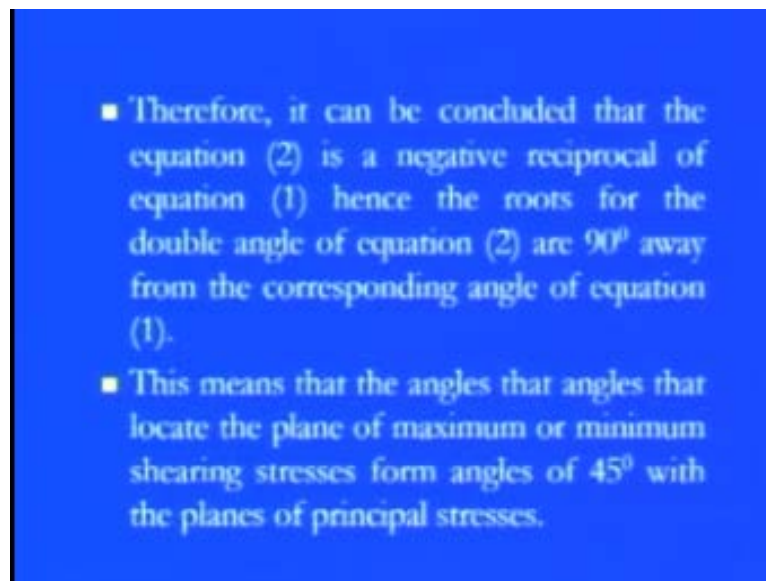 ▪ Therefore, it can be concluded that the
equation (2) is a negative reciprocal of
equation (1) hence the roots for the
double angle of equation (2) are 90⁰ away
from the corresponding angle of equation
(1).
▪ This means that the angles that angles that
locate the plane of maximum or minimum
shearing stresses form angles of 45⁰ with
the planes of principal stresses.